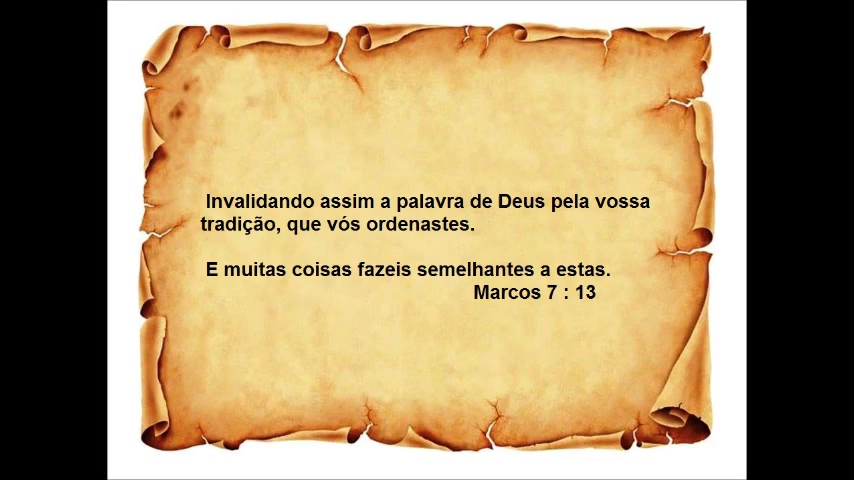 Invalidando assim a palavra de Deus pela vossa
tradição, que vós ordenastes.
E muitas coisas fazeis semelhantes a estas.
Marcos 7 : 13